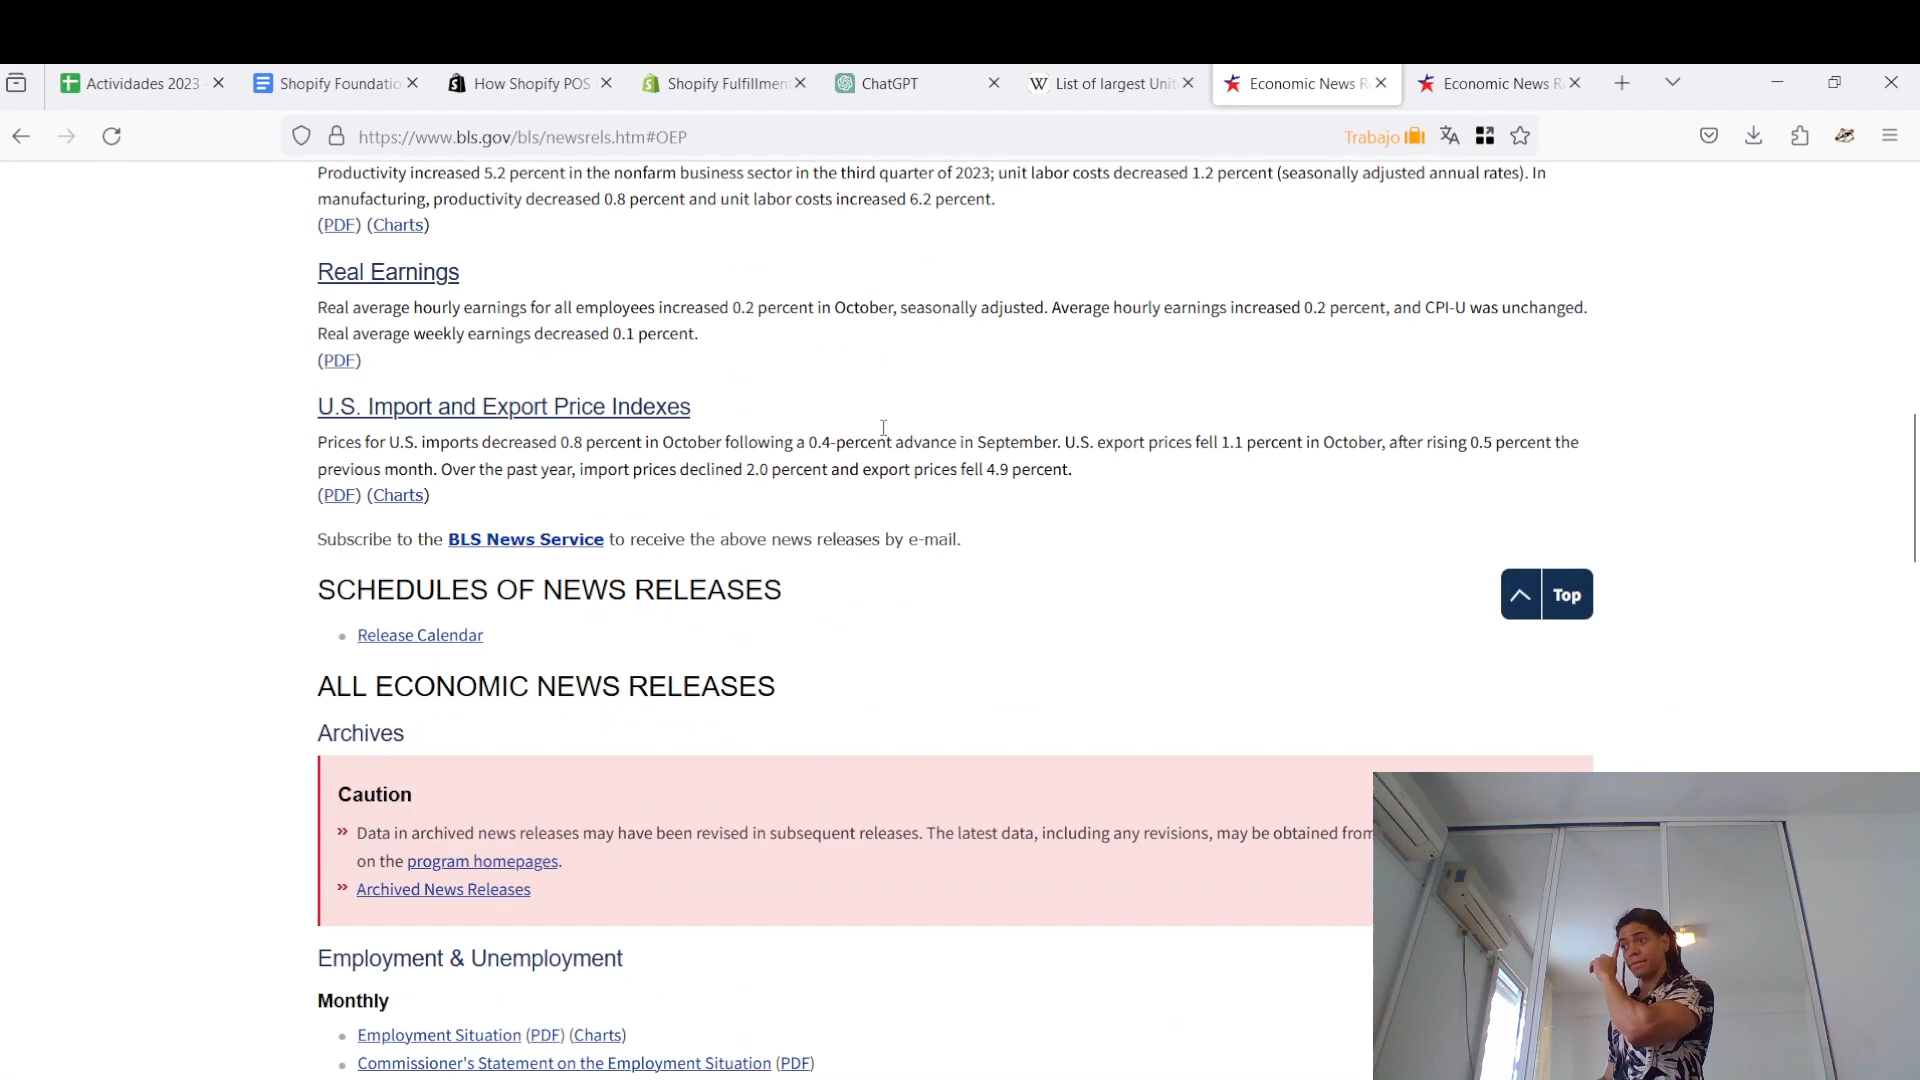 Actividades 2023 -
Shopify Foundatio
How Shopify POS
Shopify Fulfillment
ChatGPT
List of largest Unit
Economic News R
Economic News R
https://www.bls.gov/bls/newsrels.htm#OEP
Trabajo
Productivity increased 5.2 percent in the nonfarm business sector in the third quarter of 2023; unit labor costs decreased 1.2 percent (seasonally adjusted annual rates). In
manufacturing, productivity decreased 0.8 percent and unit labor costs increased 6.2 percent.
(PDF) (Charts)
Real Earnings
Real average hourly earnings for all employees increased 0.2 percent in October, seasonally adjusted. Average hourly earnings increased 0.2 percent, and CPI-U was unchanged.
Real average weekly earnings decreased 0.1 percent.
(PDF)
U.S. Import and Export Price Indexes
Prices for U.S. imports decreased 0.8 percent in October following a 0.4-percent advance in September. U.S. export prices fell 1.1 percent in October, after rising 0.5 percent the
previous month. Over the past year, import prices declined 2.0 percent and export prices fell 4.9 percent.
(PDF) (Charts)
Subscribe to the BLS News Service to receive the above news releases by e-mail.
SCHEDULES OF NEWS RELEASES
Top
Release Calendar
ALL ECONOMIC NEWS RELEASES
Archives
Caution
Data in archived news releases may have been revised in subsequent releases. The latest data, including any revisions, may be obtained from
on the program homepages.
Archived News Releases
Employment & Unemployment
Monthly
Employment Situation (PDF) (Charts)
Commissioner's Statement on the Employment Situation (PDF)